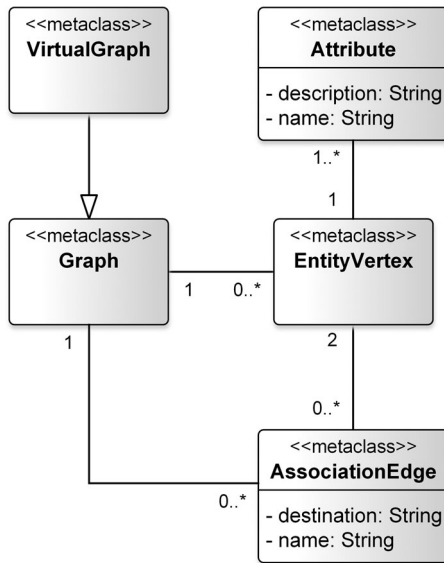 <<metaclass>>
VirtualGraph
<<metaclass>>
Attribute
- description: String
- name: String
1..*
1
<<metaclass>>
Graph
1
0..*
<<metaclass>>
EntityVertex
1
2
0..*
0..*
<<metaclass>>
AssociationEdge
- destination: String
- name: String